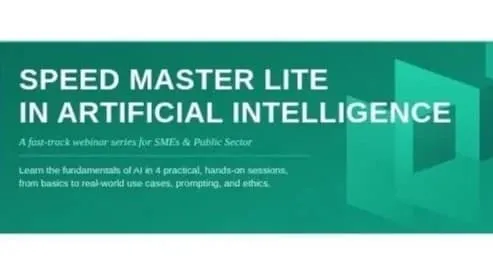 SPEED MASTER LITE
IN ARTIFICIAL INTELLIGENCE
A fast-track webinar series for SMEs & Public Sector
Learn the fundamentals of AI in 4 practical, hands-on sessions,
from basics to real-world use cases, prompting, and ethics.